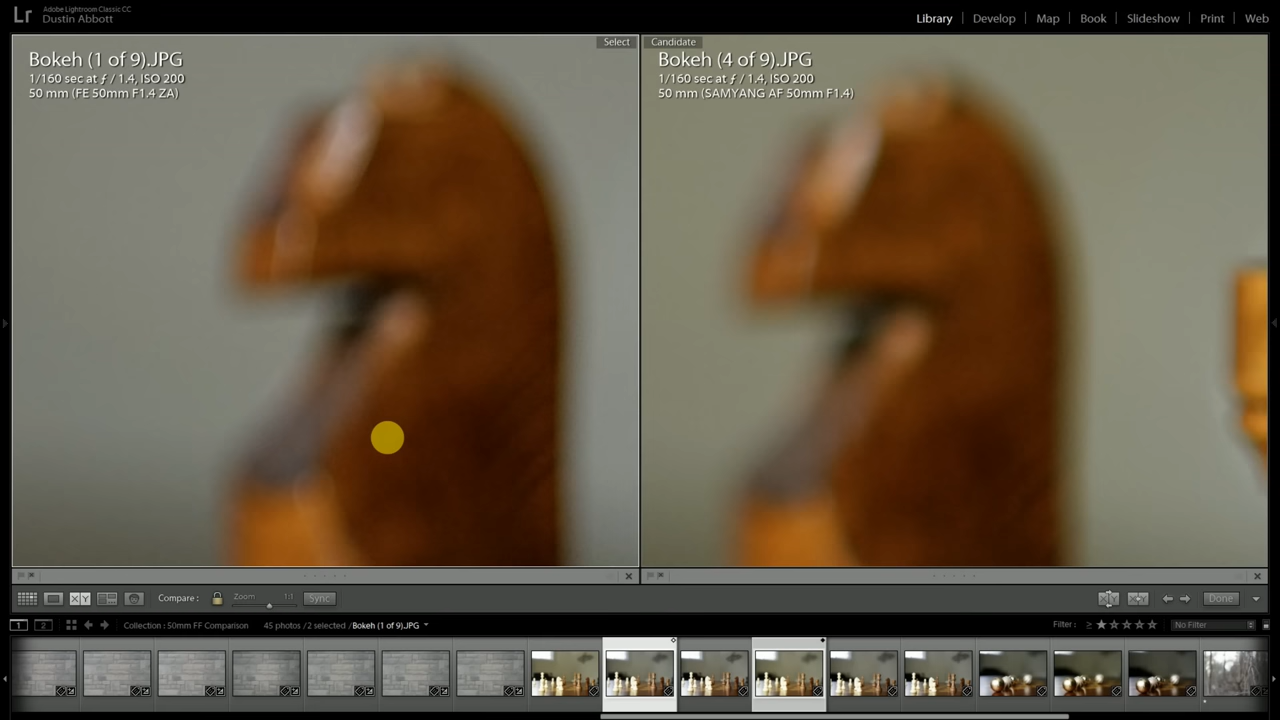 Lr
Adobe Lightroom Classic CC
Dustin Abbott
Library | Develop | Map | Book | Slideshow | Print | Web
Select
Bokeh (1 of 9).JPG
1/160 sec at ƒ / 1.4, ISO 200
50 mm (FE 50mm F1.4 ZA)
Candidate
Bokeh (4 of 9).JPG
1/160 sec at ƒ / 1.4, ISO 200
50 mm (SAMYANG AF 50mm F1.4)
XY
Compare :
Zoom
1:1
Sync
Done
1
2
Collection : 50mm FF Comparison
45 photos / 2 selected / Bokeh (1 of 9).JPG
Filter :
No Filter